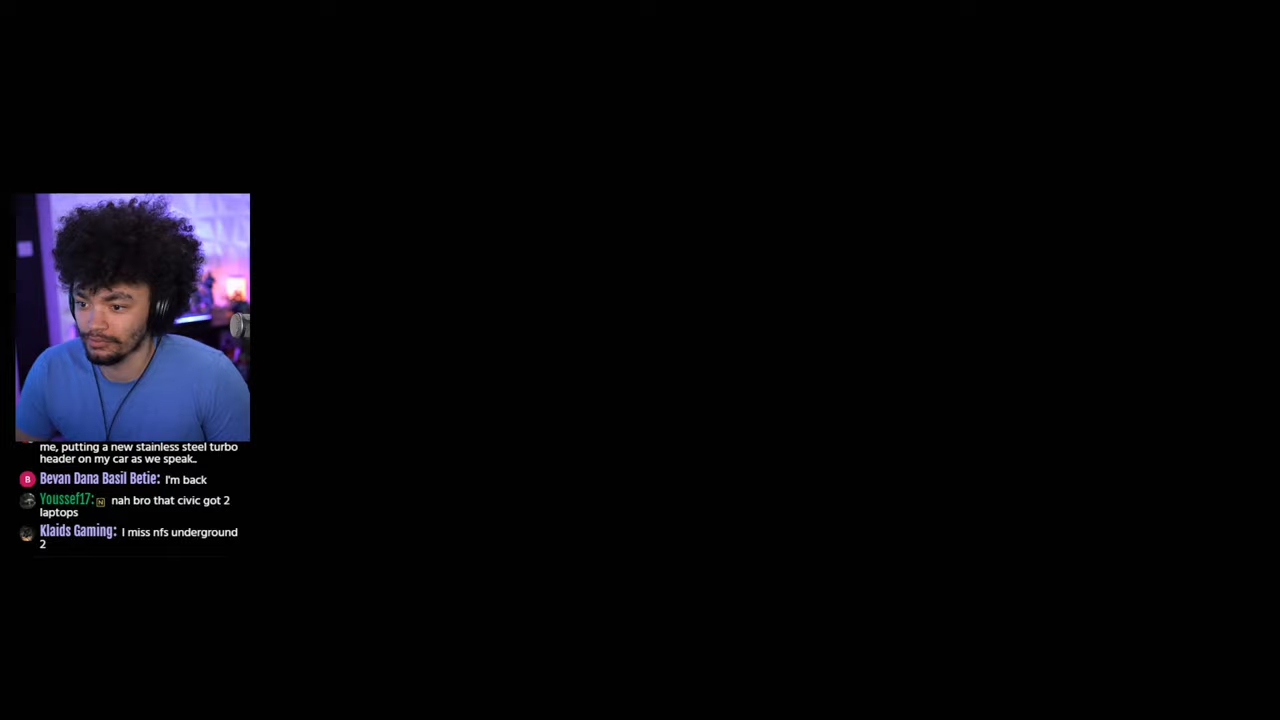 me, putting a new stainless steel turbo
header on my car as we speak..
B Bevan Dana Basil Betie: I'm back
Youssef17: N nah bro that civic got 2
laptops
Klaids Gaming: I miss nfs underground
2